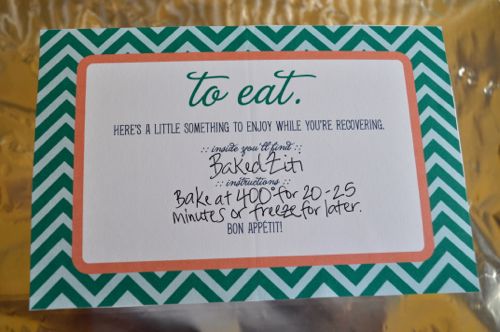 to eat.
HERE'S A LITTLE SOMETHING TO ENJOY WHILE YOU'RE RECOVERING.
:: inside you'll find ::
Baked Ziti
:: instructions ::
Bake at 400° for 20-25
minutes or freeze for later.
BON APPÉTIT!